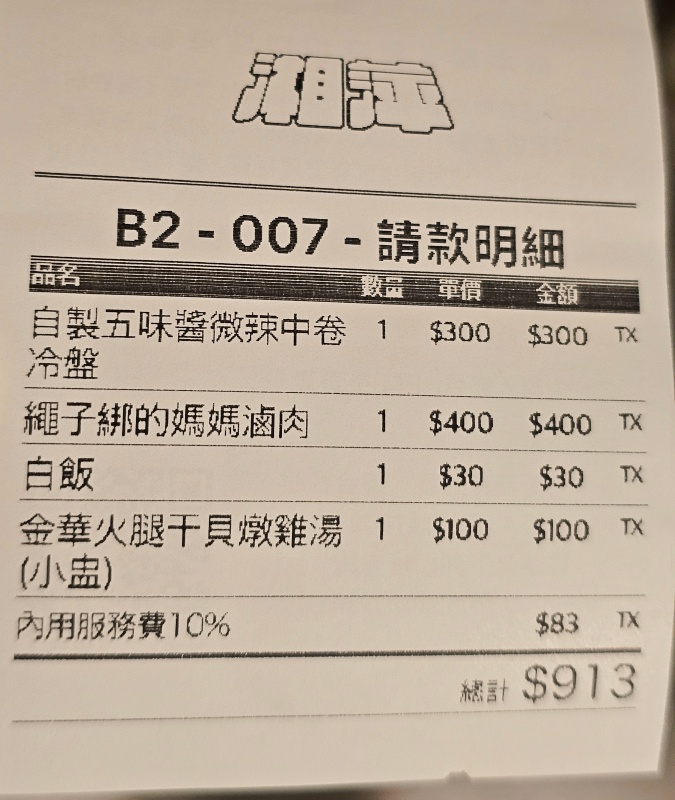 湘萍
B2 - 007 - 請款明細
品名 數量 單價 金額
自製五味醬微辣中卷 1 $300 $300 TX
冷盤
繩子綁的媽媽滷肉 1 $400 $400 TX
白飯 1 $30 $30 TX
金華火腿干貝燉雞湯 1 $100 $100 TX
(小盅)
內用服務費10% $83 TX
總計 $913